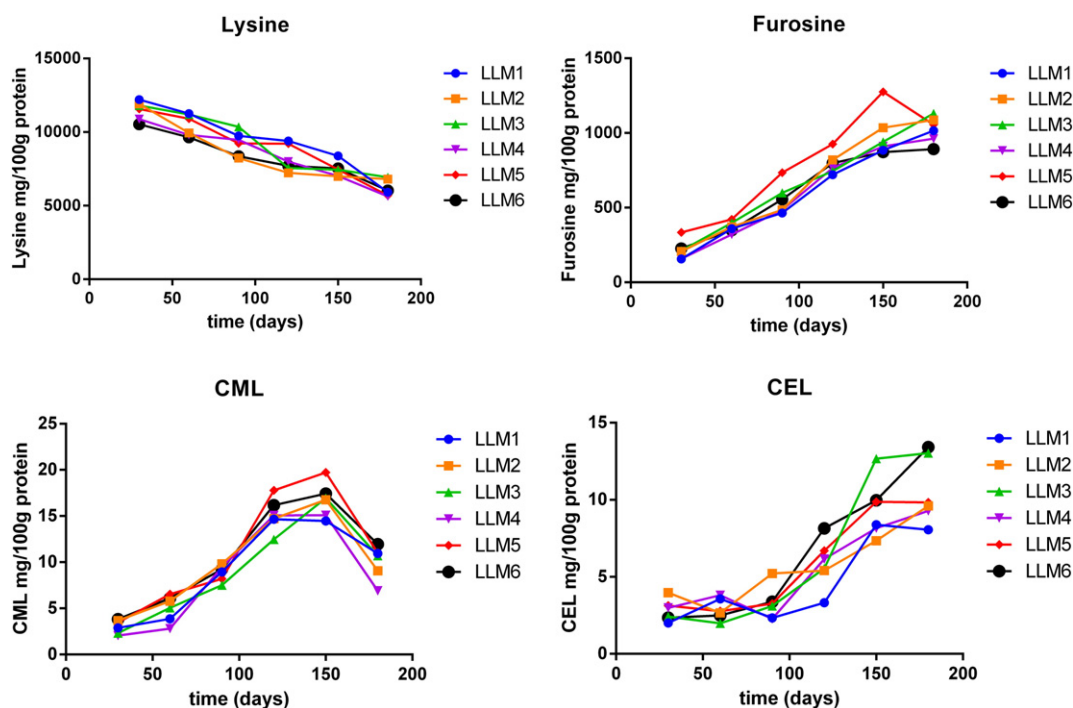 Lysine
Lysine mg/100g protein
15000
10000
5000
0
0 50 100 150 200
time (days)
LLM1
LLM2
LLM3
LLM4
LLM5
LLM6
Furosine
Furosine mg/100g protein
1500
1000
500
0
0 50 100 150 200
time (days)
LLM1
LLM2
LLM3
LLM4
LLM5
LLM6
CML
CML mg/100g protein
25
20
15
10
5
0
0 50 100 150 200
time (days)
LLM1
LLM2
LLM3
LLM4
LLM5
LLM6
CEL
CEL mg/100g protein
15
10
5
0
0 50 100 150 200
time (days)
LLM1
LLM2
LLM3
LLM4
LLM5
LLM6